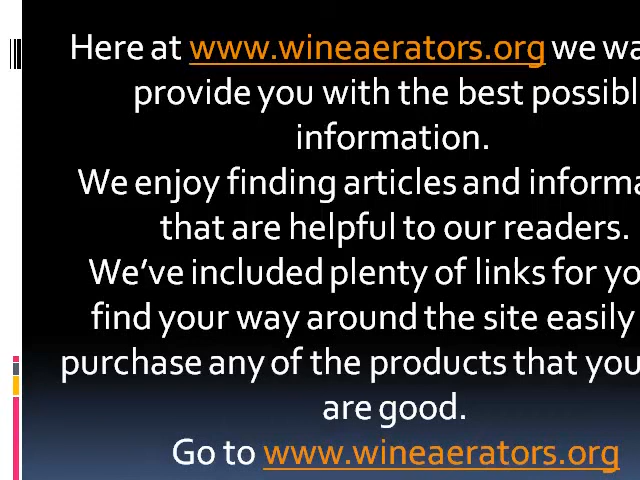 Here at www.wineaerators.org we wa
provide you with the best possibl
information.
We enjoy finding articles and informa
that are helpful to our readers.
We've included plenty of links for yo
find your way around the site easily
purchase any of the products that you
are good.
Go to www.wineaerators.org